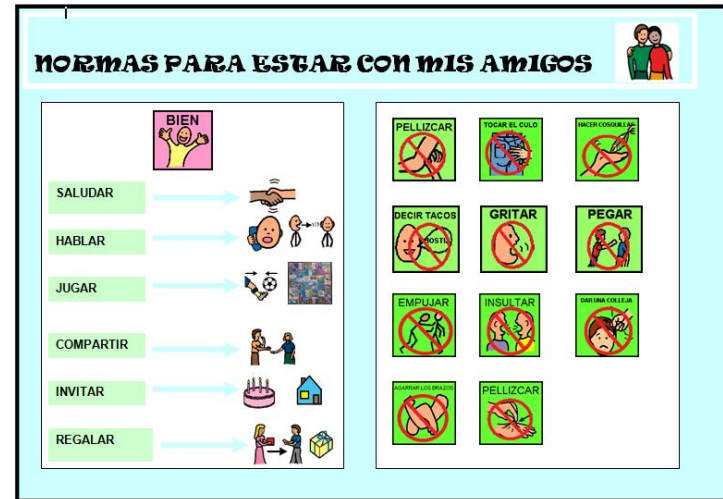 NORMAS PARA ESTAR CON MIS AMIGOS
BIEN
SALUDAR
HABLAR
JUGAR
COMPARTIR
INVITAR
REGALAR
PELLIZCAR
TOCAR EL CULO
HACER COSQUILLAS
DECIR TACOS
GRITAR
PEGAR
EMPUJAR
INSULTAR
DAR UNA COLLEJA
AGARRAR LOS BRAZOS
PELLIZCAR